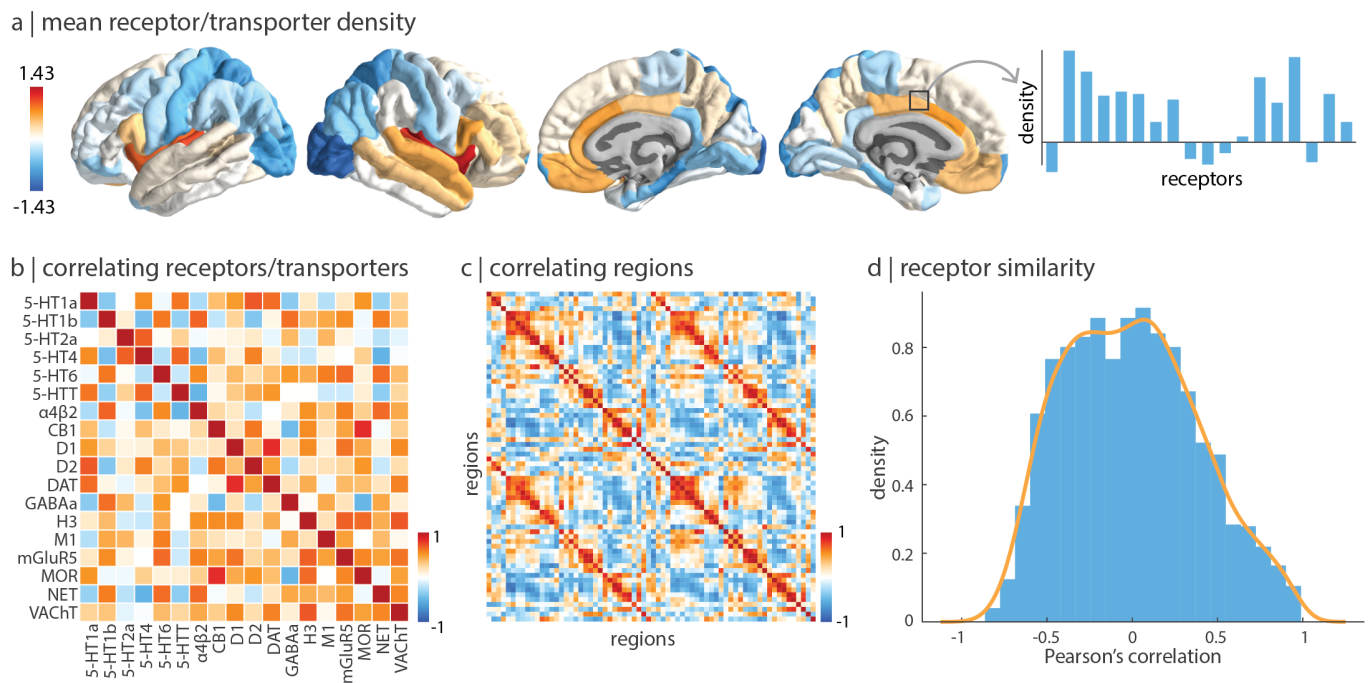 a | mean receptor/transporter density
1.43
-1.43
density
receptors
b | correlating receptors/transporters
5-HT1a
5-HT1b
5-HT2a
5-HT4
5-HT6
5-HTT
α4β2
CB1
D1
D2
DAT
GABAa
H3
M1
mGluR5
MOR
NET
VAChT
5-HT1a
5-HT1b
5-HT2a
5-HT4
5-HT6
5-HTT
α4β2
CB1
D1
D2
DAT
GABAa
H3
M1
mGluR5
MOR
NET
VAChT
1
-1
c | correlating regions
regions
regions
1
-1
d | receptor similarity
density
0.8
0.6
0.4
0.2
0
-1
-0.5
0
0.5
1
Pearson's correlation